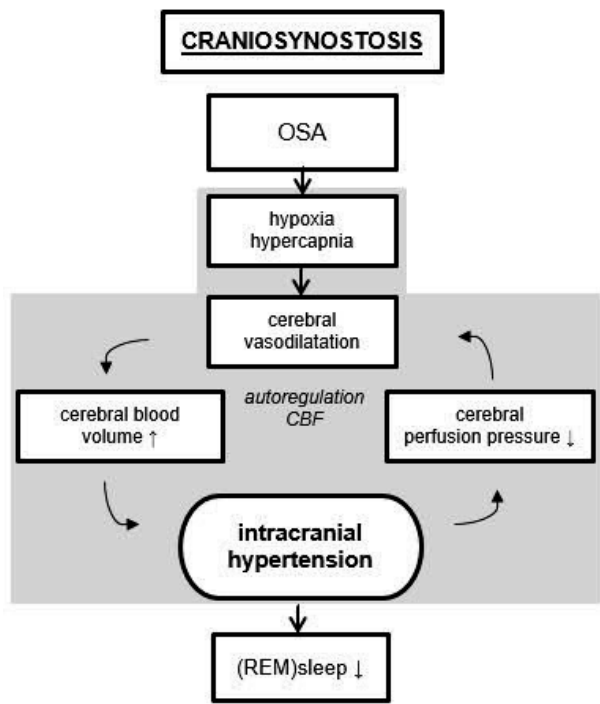 CRANIOSYNOSTOSIS
OSA
hypoxia
hypercapnia
cerebral
vasodilatation
autoregulation
CBF
cerebral blood
volume ↑
cerebral
perfusion pressure ↓
intracranial
hypertension
(REM)sleep ↓